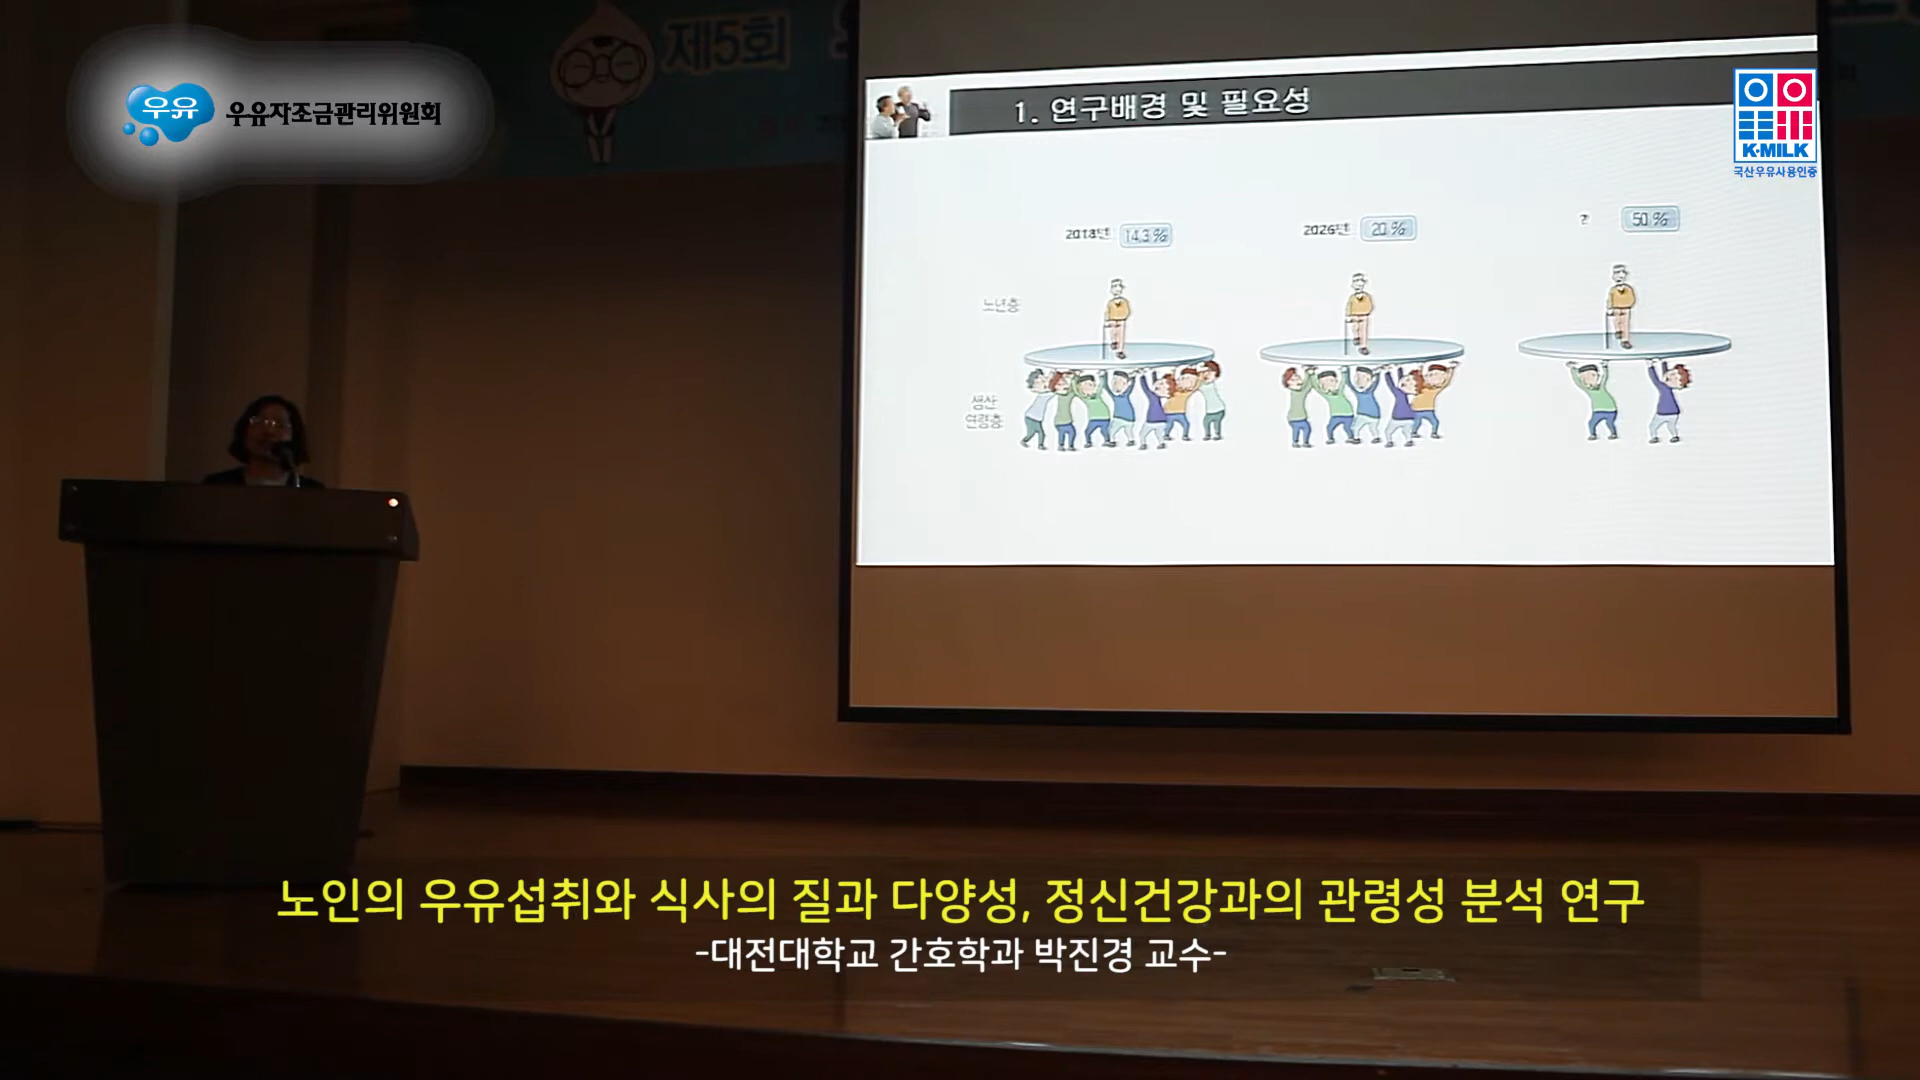 제5회
우유
우유자조금관리위원회
K·MILK
국산우유사용인증
1. 연구배경 및 필요성
2018년 14.3 %
2026년 20 %
? 50 %
노년층
생산
연령층
노인의 우유섭취와 식사의 질과 다양성, 정신건강과의 관령성 분석 연구
-대전대학교 간호학과 박진경 교수-